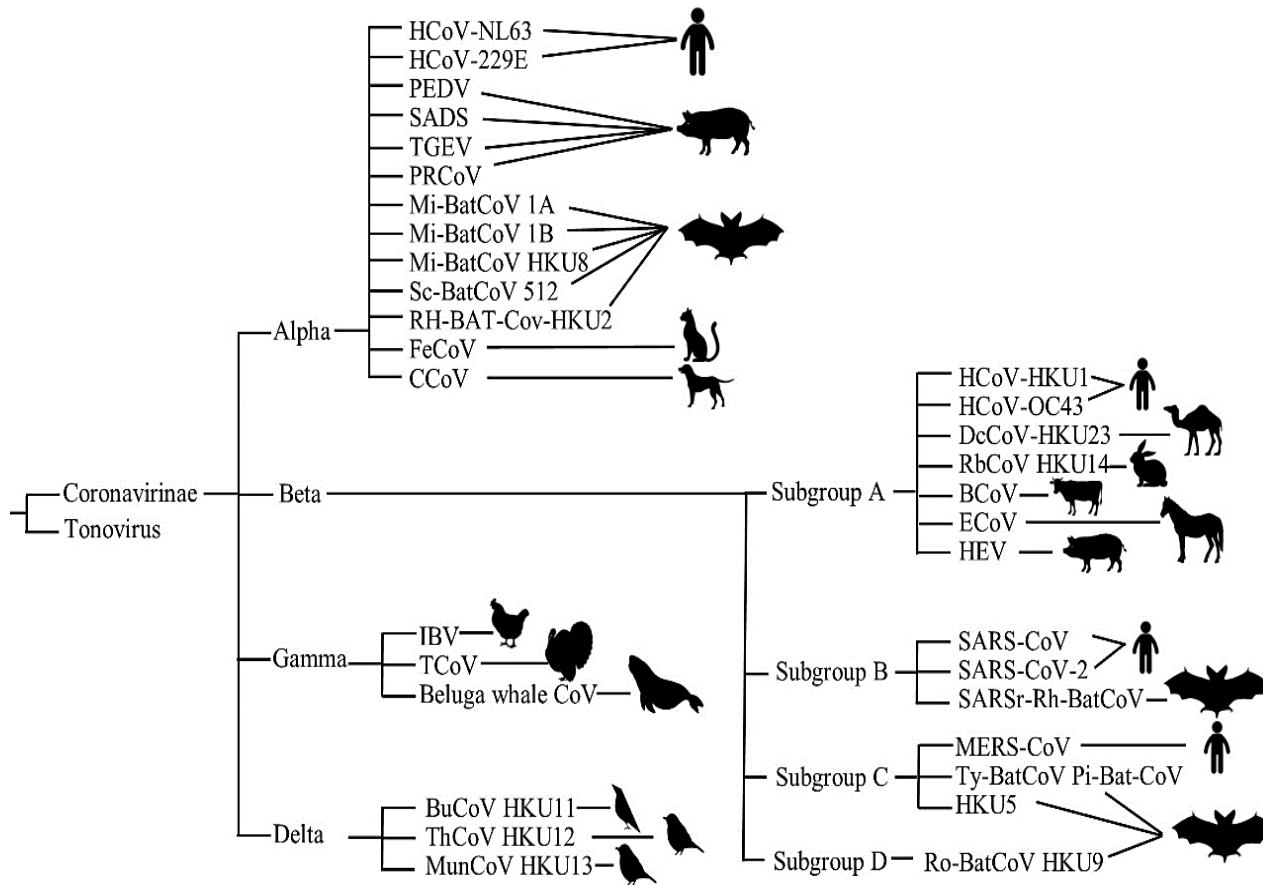 HCoV-NL63
HCoV-229E
PEDV
SADS
TGEV
PRCoV
Mi-BatCoV 1A
Mi-BatCoV 1B
Mi-BatCoV HKU8
Sc-BatCoV 512
RH-BAT-Cov-HKU2
FeCoV
CCoV
Alpha
Coronavirinae
Tonovirus
Beta
Subgroup A
HCoV-HKU1
HCoV-OC43
DcCoV-HKU23
RbCoV HKU14
BCoV
ECoV
HEV
Subgroup B
SARS-CoV
SARS-CoV-2
SARSr-Rh-BatCoV
Subgroup C
MERS-CoV
Ty-BatCoV Pi-Bat-CoV
HKU5
Subgroup D
Ro-BatCoV HKU9
Gamma
IBV
TCoV
Beluga whale CoV
Delta
BuCoV HKU11
ThCoV HKU12
MunCoV HKU13